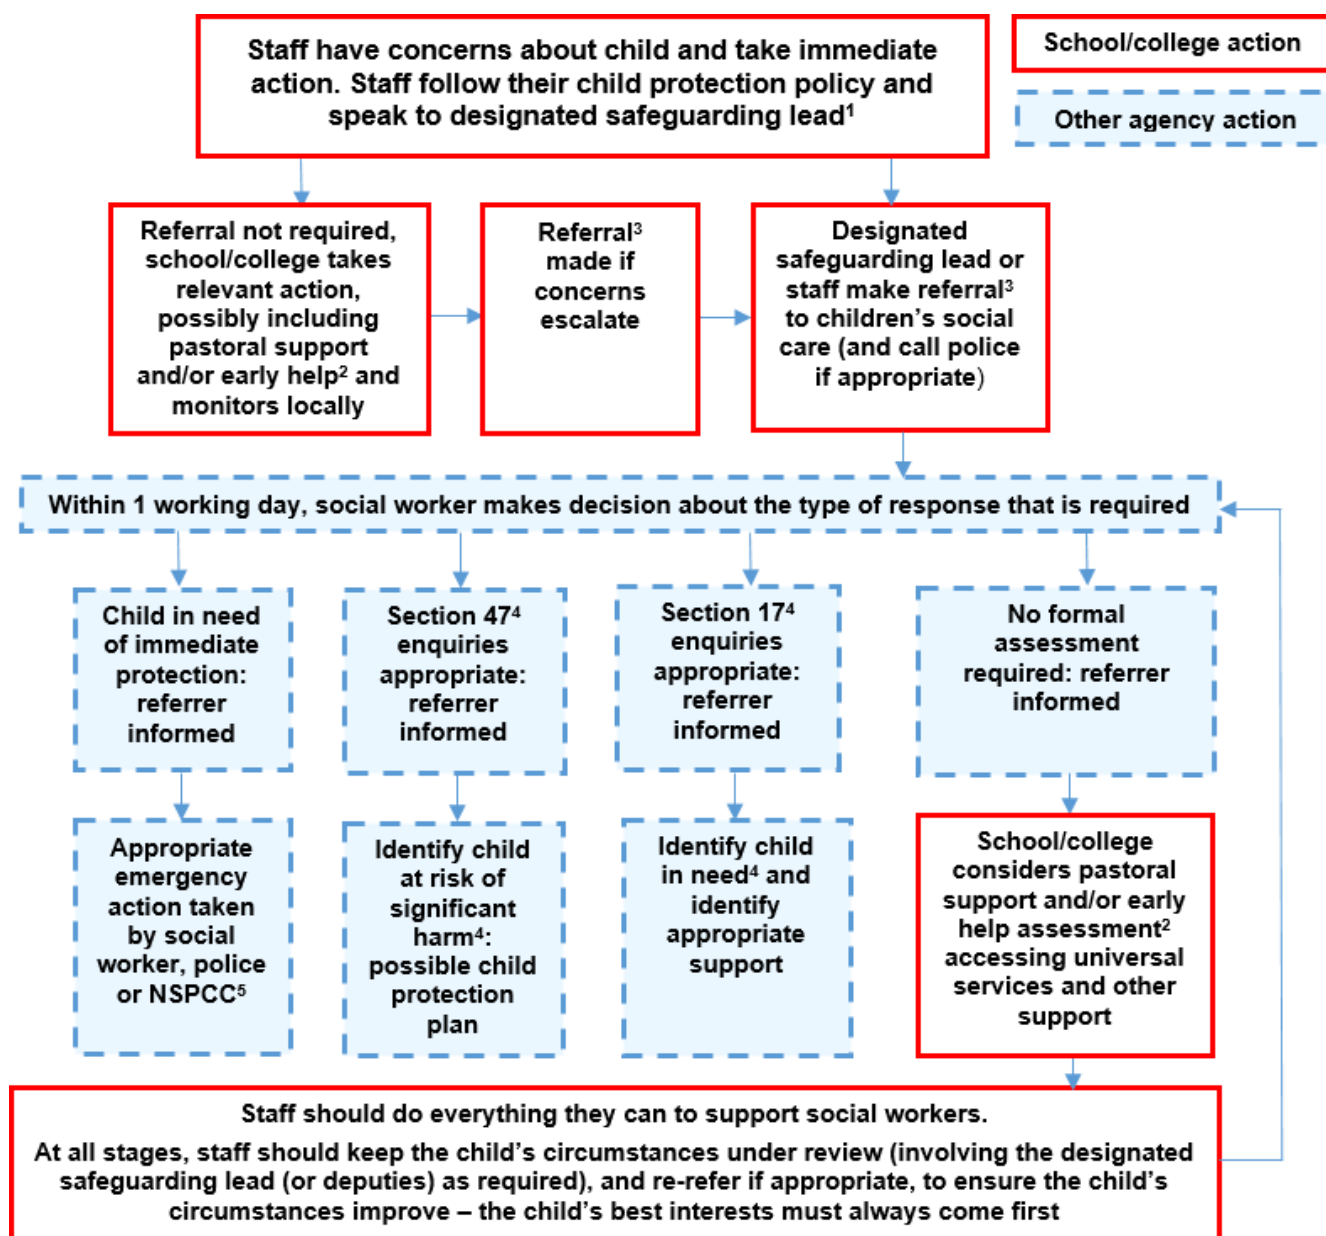 Staff have concerns about child and take immediate
action. Staff follow their child protection policy and
speak to designated safeguarding lead¹
School/college action
Other agency action
Referral not required,
school/college takes
relevant action,
possibly including
pastoral support
and/or early help² and
monitors locally
Referral³
made if
concerns
escalate
Designated
safeguarding lead or
staff make referral³
to children’s social
care (and call police
if appropriate)
Within 1 working day, social worker makes decision about the type of response that is required
Child in need
of immediate
protection:
referrer
informed
Section 47⁴
enquiries
appropriate:
referrer
informed
Section 17⁴
enquiries
appropriate:
referrer
informed
No formal
assessment
required: referrer
informed
Appropriate
emergency
action taken
by social
worker, police
or NSPCC⁵
Identify child
at risk of
significant
harm⁴:
possible child
protection
plan
Identify child
in need⁴ and
identify
appropriate
support
School/college
considers pastoral
support and/or early
help assessment²
accessing universal
services and other
support
Staff should do everything they can to support social workers.
At all stages, staff should keep the child’s circumstances under review (involving the designated
safeguarding lead (or deputies) as required), and re-refer if appropriate, to ensure the child’s
circumstances improve – the child’s best interests must always come first